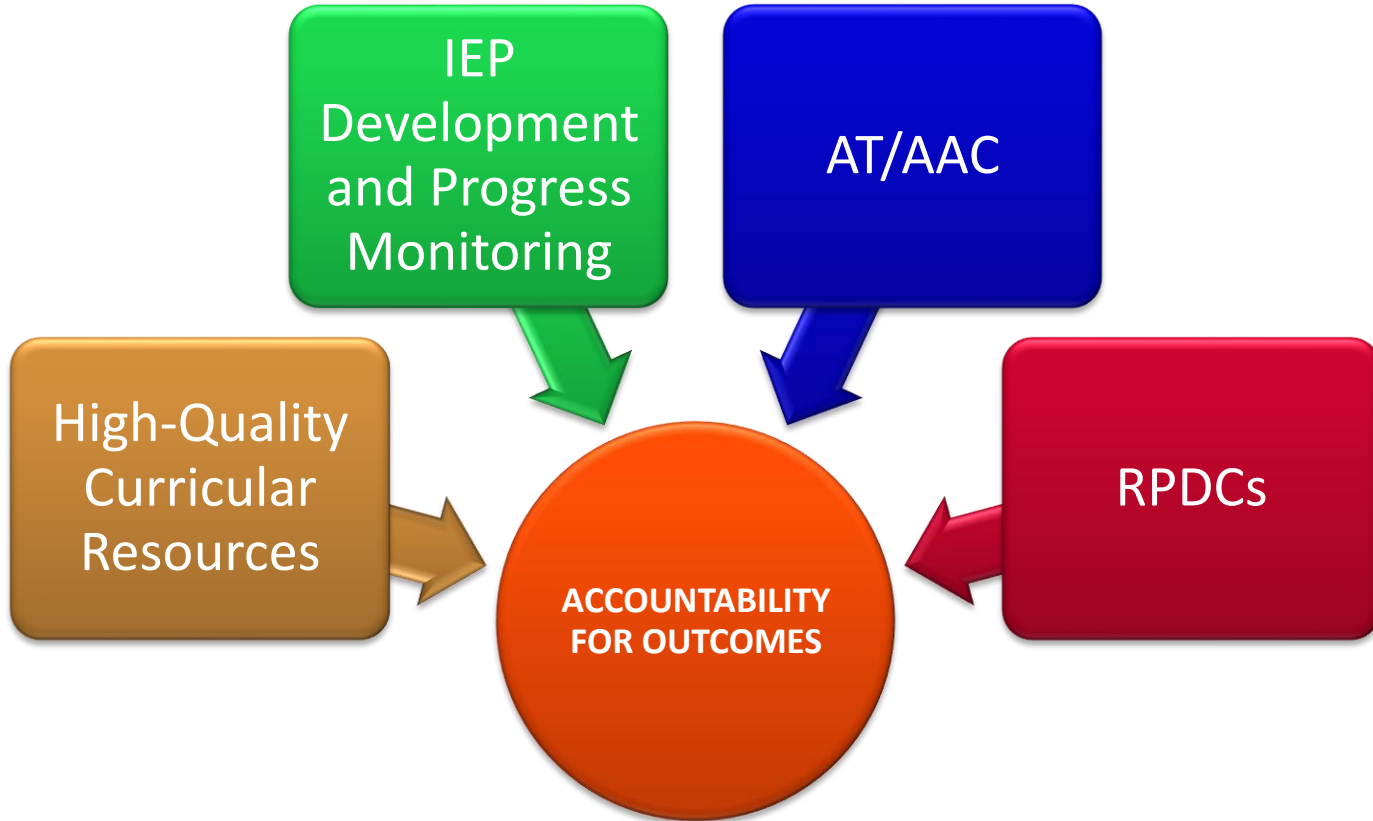 IEP
Development
and Progress
Monitoring
AT/AAC
High-Quality
Curricular
Resources
RPDCs
ACCOUNTABILITY
FOR OUTCOMES